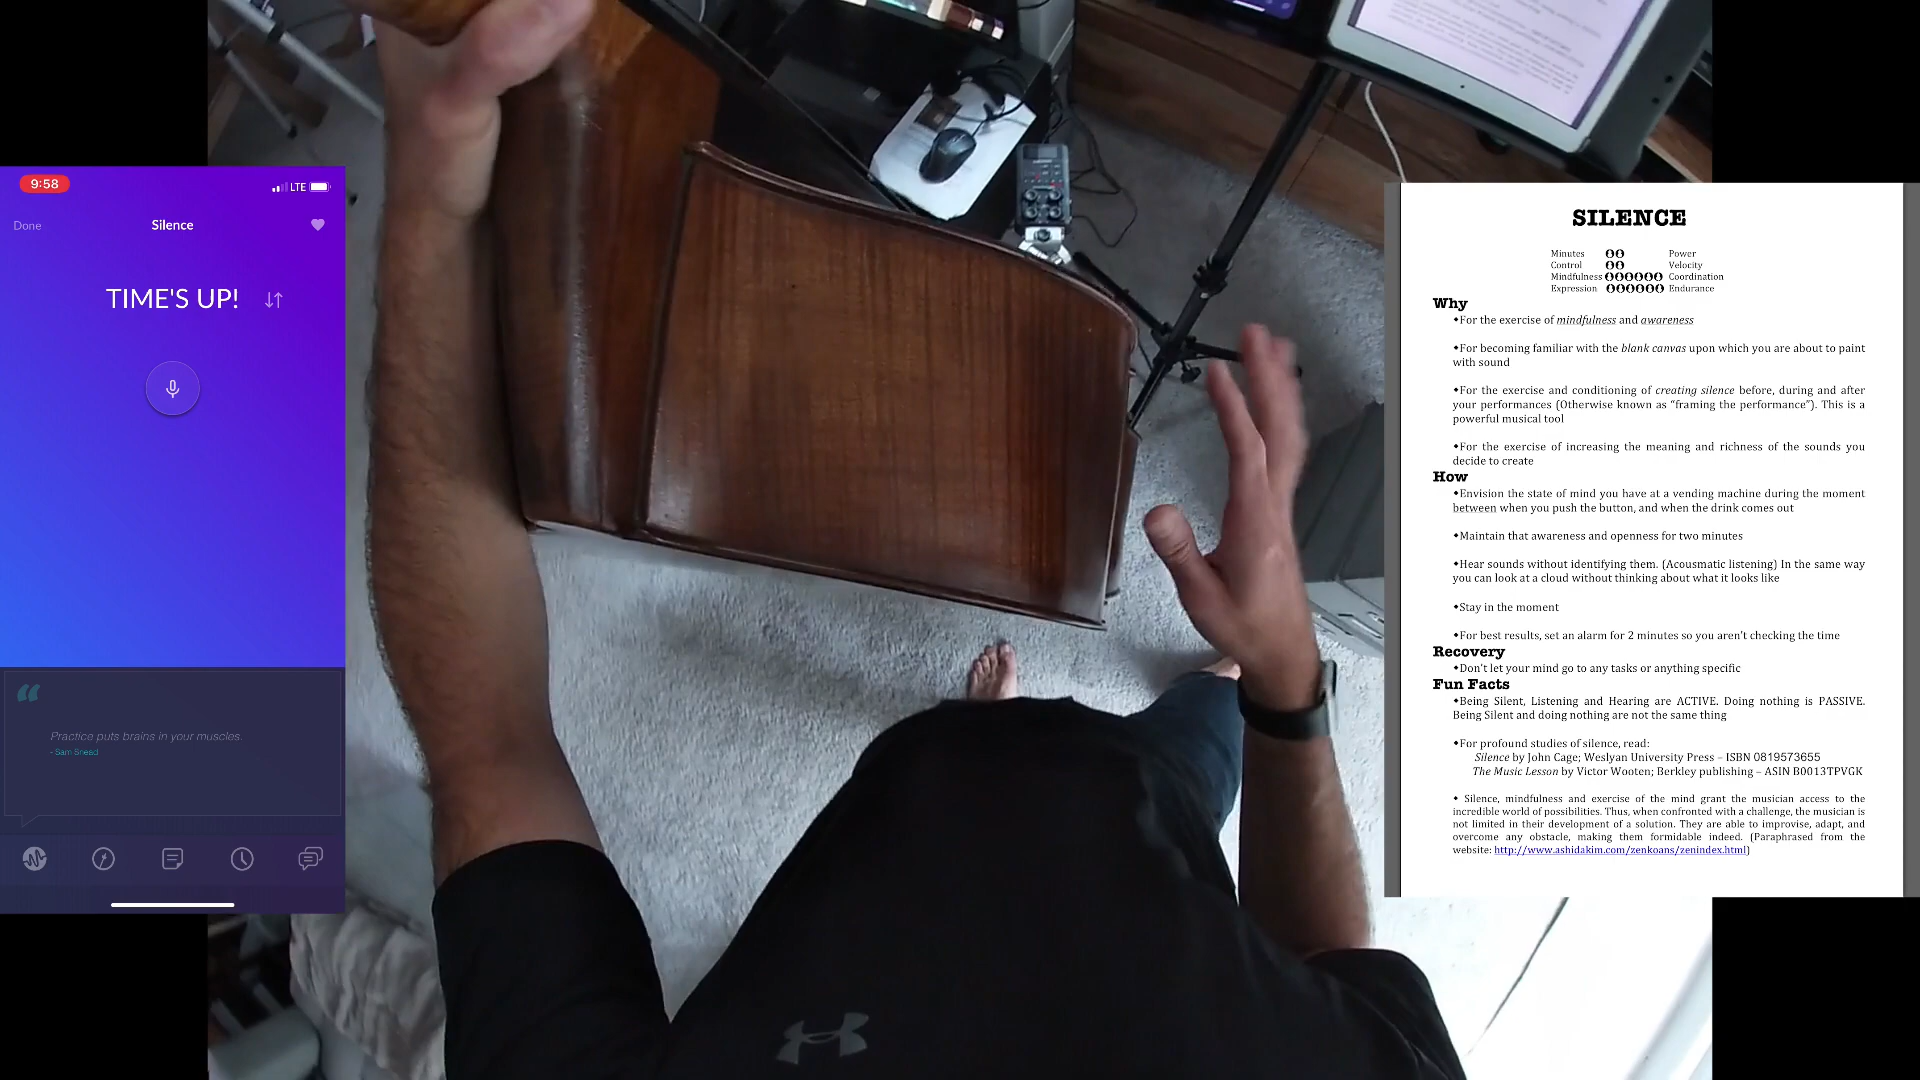 9:58
LTE
Done
Silence
TIME'S UP!
“
Practice puts brains in your muscles.
- Sam Snead
SILENCE
Minutes Power
Control Velocity
Mindfulness Coordination
Expression Endurance
Why
•For the exercise of mindfulness and awareness
•For becoming familiar with the blank canvas upon which you are about to paint
with sound
•For the exercise and conditioning of creating silence before, during and after
your performances (Otherwise known as “framing the performance”). This is a
powerful musical tool
•For the exercise of increasing the meaning and richness of the sounds you
decide to create
How
•Envision the state of mind you have at a vending machine during the moment
between when you push the button, and when the drink comes out
•Maintain that awareness and openness for two minutes
•Hear sounds without identifying them. (Acousmatic listening) In the same way
you can look at a cloud without thinking about what it looks like
•Stay in the moment
•For best results, set an alarm for 2 minutes so you aren't checking the time
Recovery
•Don't let your mind go to any tasks or anything specific
Fun Facts
•Being Silent, Listening and Hearing are ACTIVE. Doing nothing is PASSIVE.
Being Silent and doing nothing are not the same thing
•For profound studies of silence, read:
Silence by John Cage; Weslyan University Press – ISBN 0819573655
The Music Lesson by Victor Wooten; Berkley publishing – ASIN B0013TPVGK
• Silence, mindfulness and exercise of the mind grant the musician access to the
incredible world of possibilities. Thus, when confronted with a challenge, the musician is
not limited in their development of a solution. They are able to improvise, adapt, and
overcome any obstacle, making them formidable indeed. (Paraphrased from the
website: http://www.ashidakim.com/zenkoans/zenindex.html)